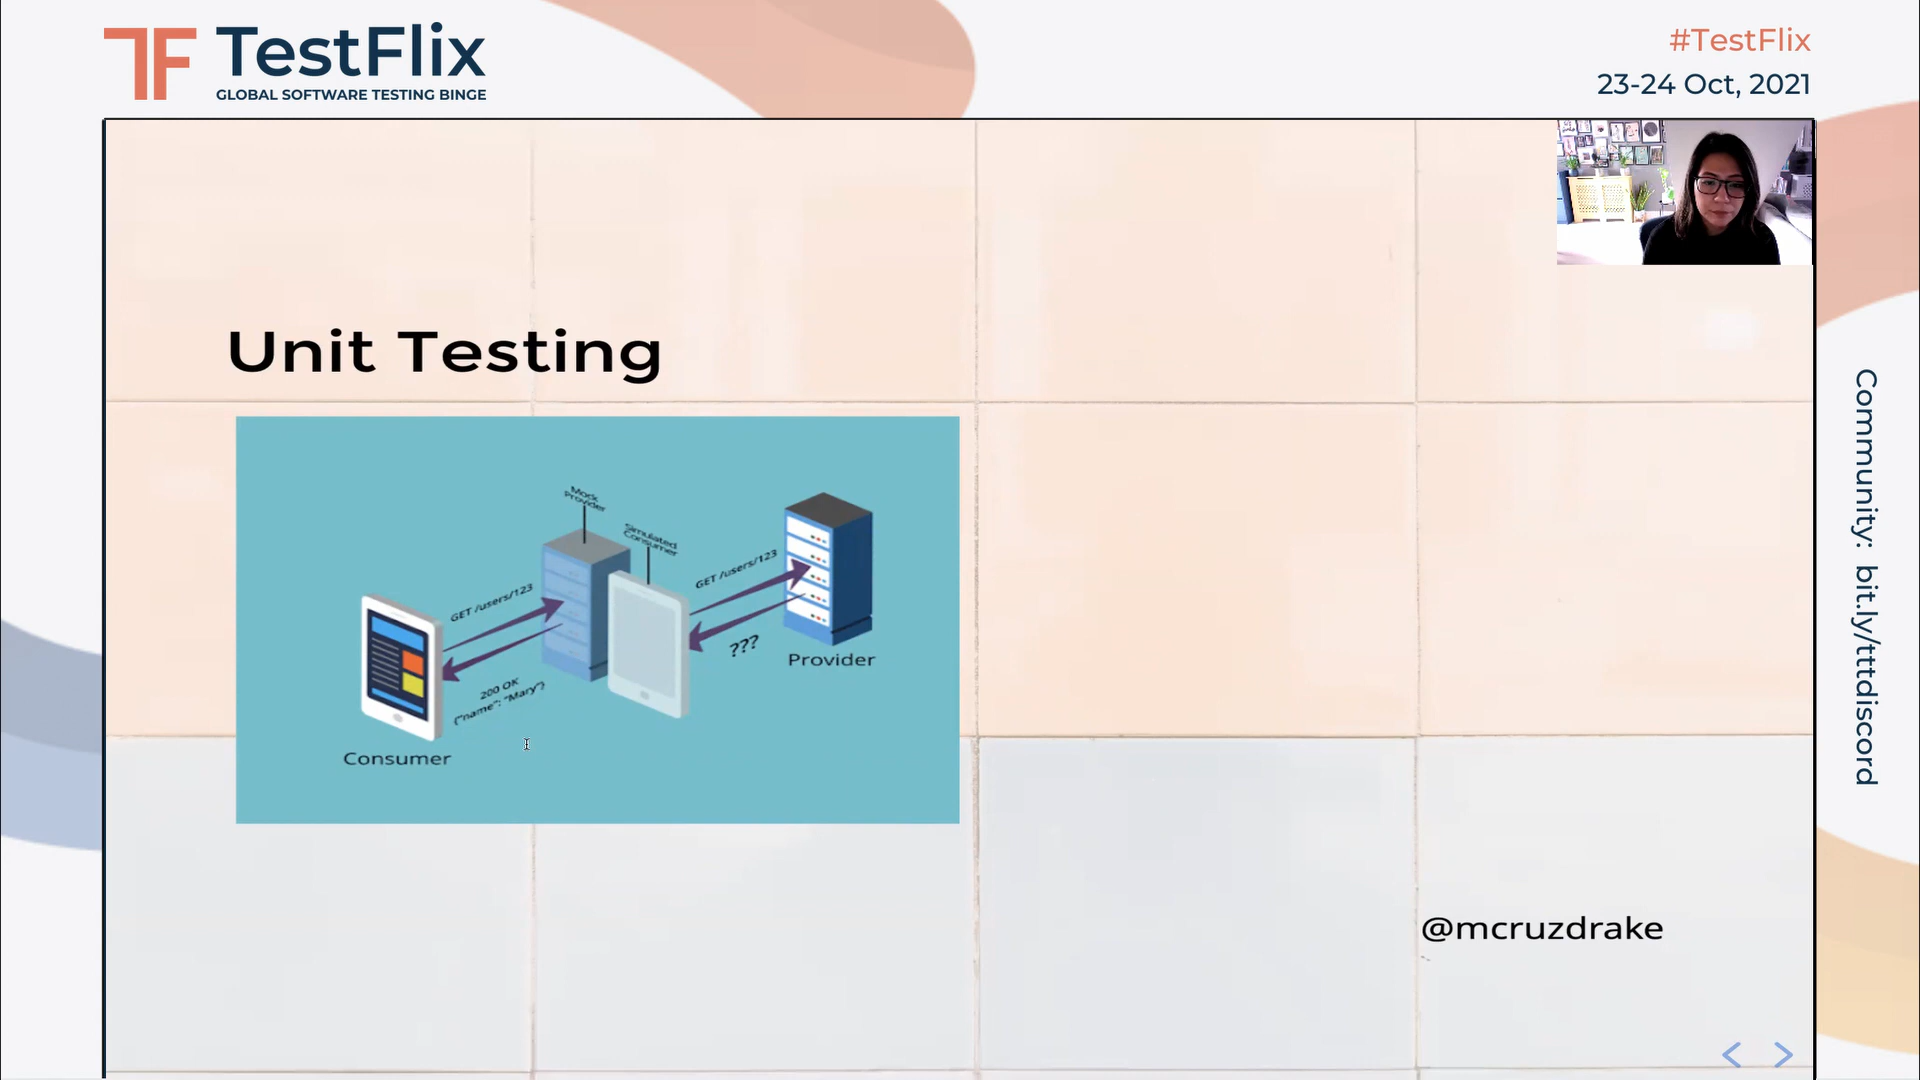 TF TestFlix
GLOBAL SOFTWARE TESTING BINGE
#TestFlix
23-24 Oct, 2021
Unit Testing
Mock
Provider
Simulated
Consumer
GET /users/123
GET /users/123
200 OK
{"name": "Mary"}
???
Provider
Consumer
@mcruzdrake
Community: bit.ly/tttdiscord